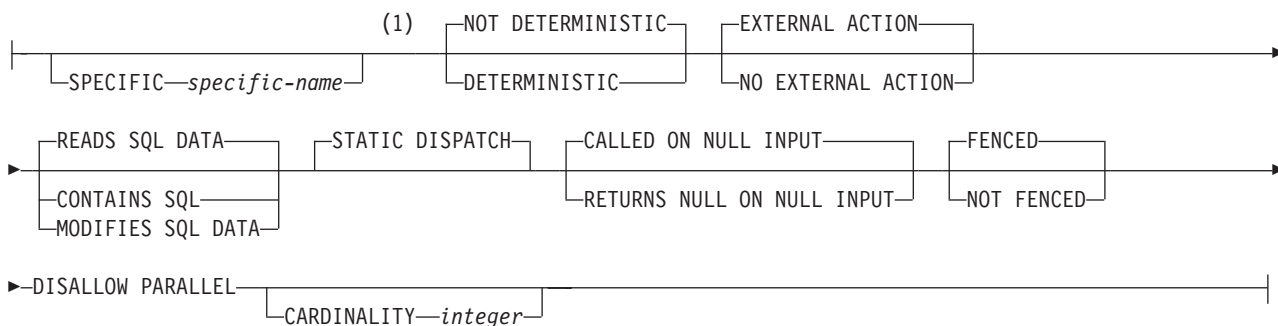 (1) NOT DETERMINISTIC EXTERNAL ACTION
SPECIFIC specific-name DETERMINISTIC NO EXTERNAL ACTION
READS SQL DATA STATIC DISPATCH CALLED ON NULL INPUT FENCED
CONTAINS SQL RETURNS NULL ON NULL INPUT NOT FENCED
MODIFIES SQL DATA
DISALLOW PARALLEL
CARDINALITY integer